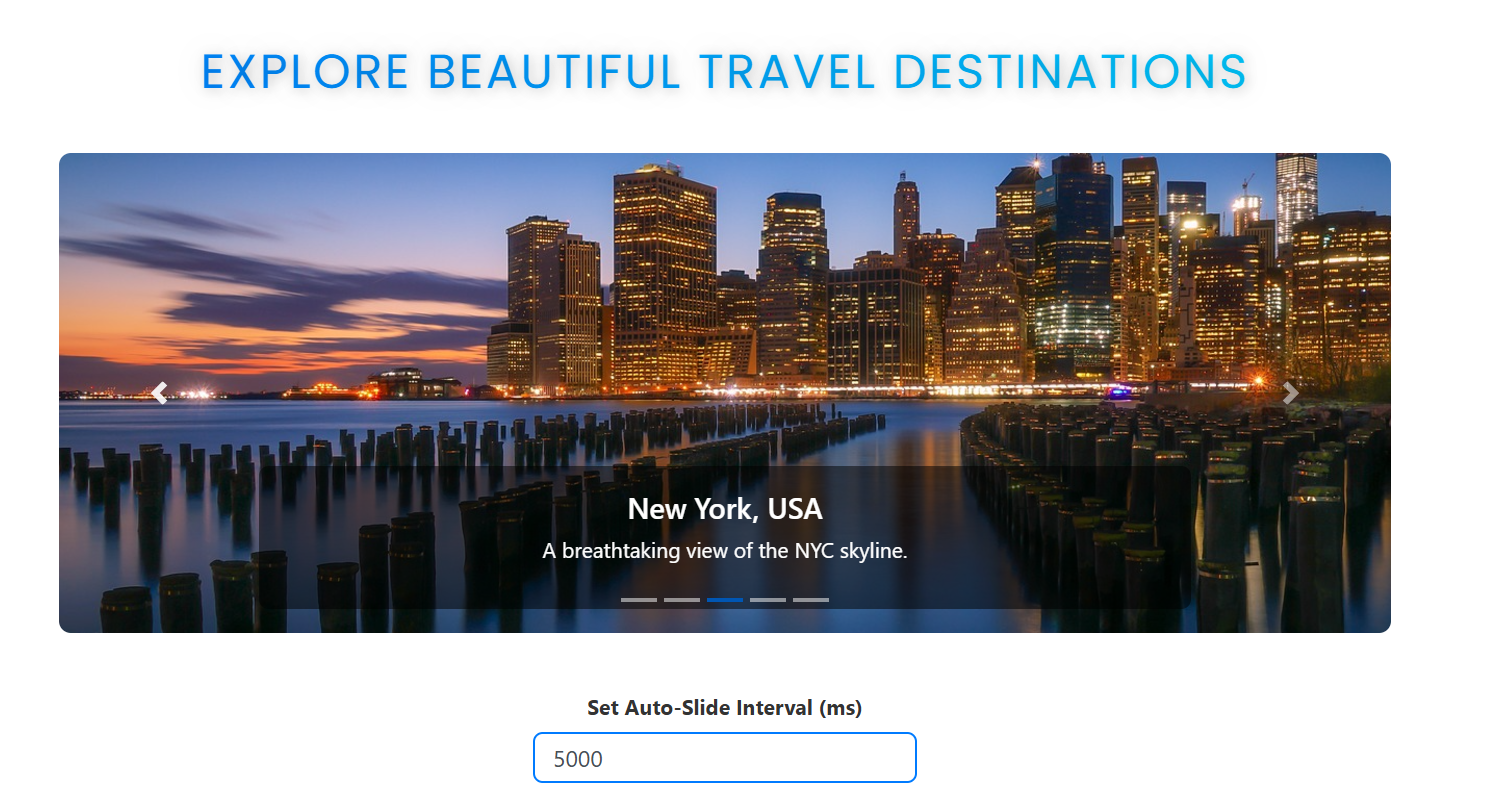 EXPLORE BEAUTIFUL TRAVEL DESTINATIONS
New York, USA
A breathtaking view of the NYC skyline.
Set Auto-Slide Interval (ms)
5000